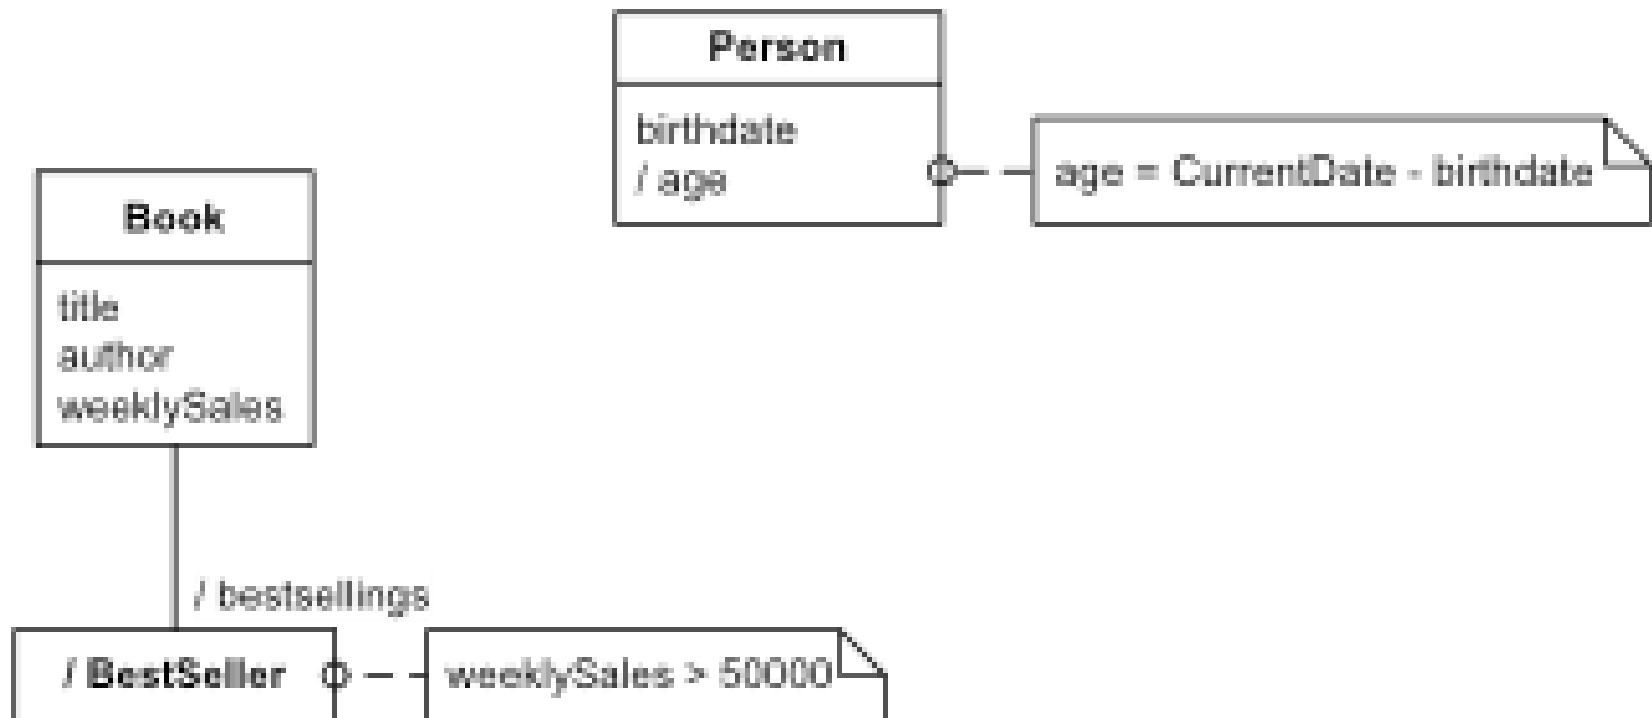 Person
birthdate
/ age
age = CurrentDate - birthdate
Book
title
author
weeklySales
/ bestsellings
/ BestSeller
weeklySales > 50000